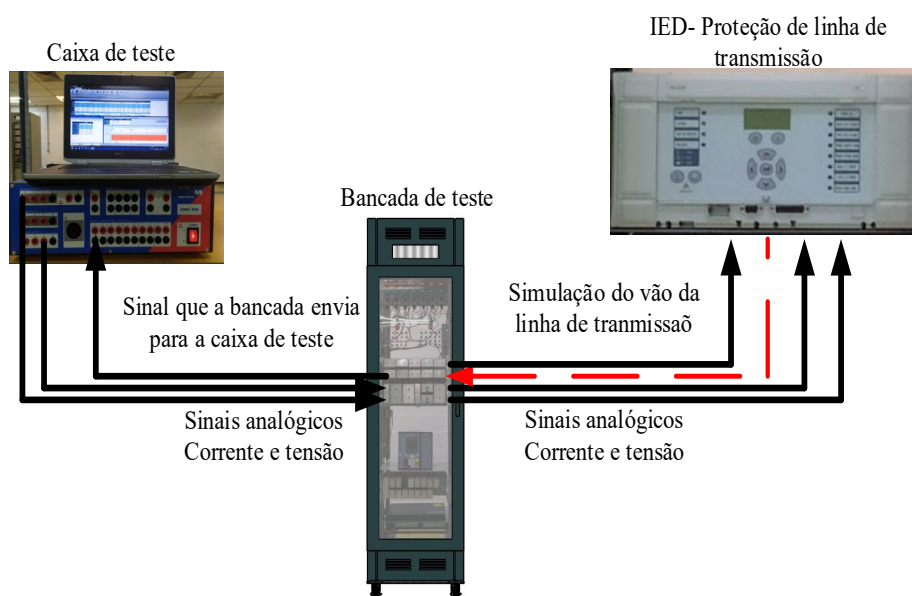 Caixa de teste
IED- Proteção de linha de
transmissão
Bancada de teste
Sinal que a bancada envia
para a caixa de teste
Simulação do vão da
linha de tranmissaõ
Sinais analógicos
Corrente e tensão
Sinais analógicos
Corrente e tensão